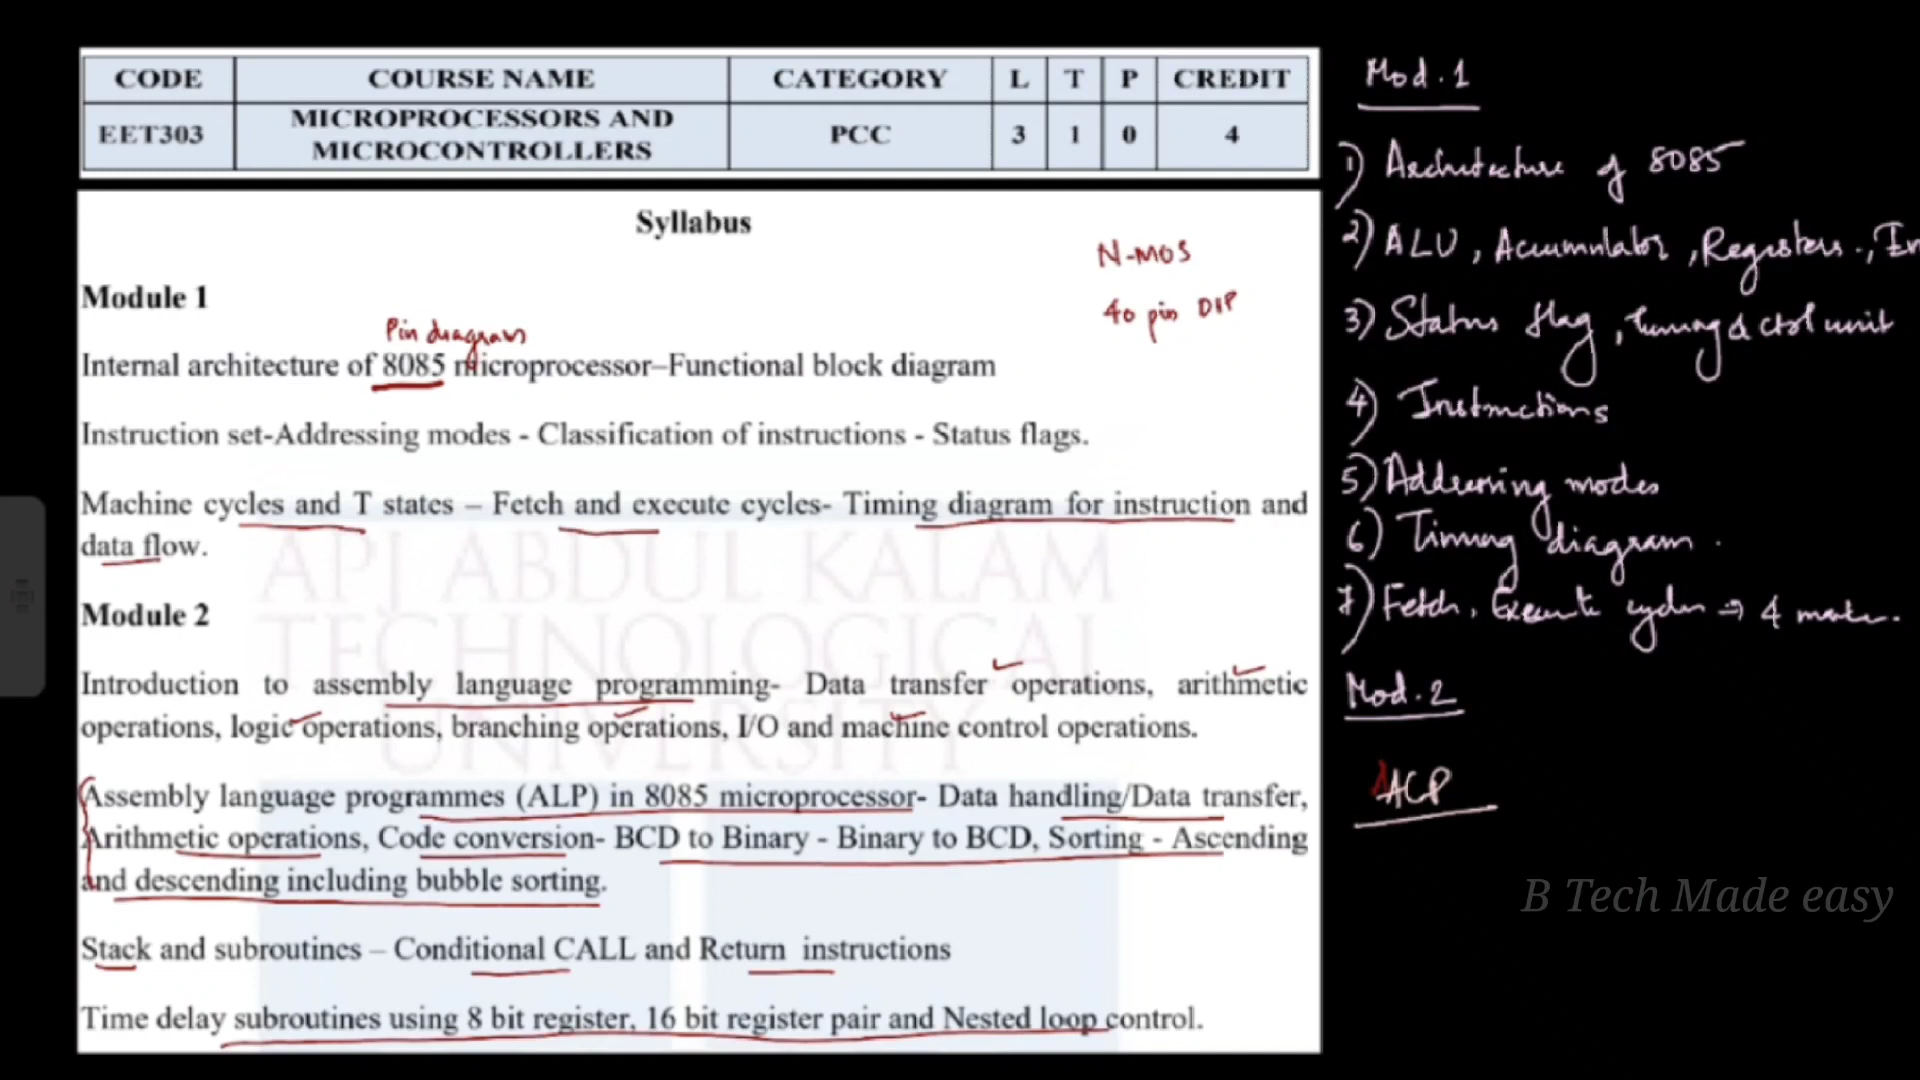 CODE COURSE NAME CATEGORY L T P CREDIT
EET303 MICROPROCESSORS AND MICROCONTROLLERS PCC 3 1 0 4
Syllabus
N-MOS
40 pin DIP
Module 1
Pin diagram
Internal architecture of 8085 microprocessor–Functional block diagram
Instruction set-Addressing modes - Classification of instructions - Status flags.
Machine cycles and T states – Fetch and execute cycles- Timing diagram for instruction and
data flow.
APJ ABDUL KALAM
TECHNOLOGICAL
UNIVERSITY
Module 2
Introduction to assembly language programming- Data transfer operations, arithmetic
operations, logic operations, branching operations, I/O and machine control operations.
Assembly language programmes (ALP) in 8085 microprocessor- Data handling/Data transfer,
Arithmetic operations, Code conversion- BCD to Binary - Binary to BCD, Sorting - Ascending
and descending including bubble sorting.
Stack and subroutines – Conditional CALL and Return instructions
Time delay subroutines using 8 bit register, 16 bit register pair and Nested loop control.
Mod. 1
1) Architecture of 8085
2) ALU, Accumulator, Registers.,
3) Status flag, timing & ctrl unit
4) Instructions
5) Addressing modes
6) Timing diagram.
7) Fetch, Execute cycles → 4 marks.
Mod. 2
B Tech Made easy